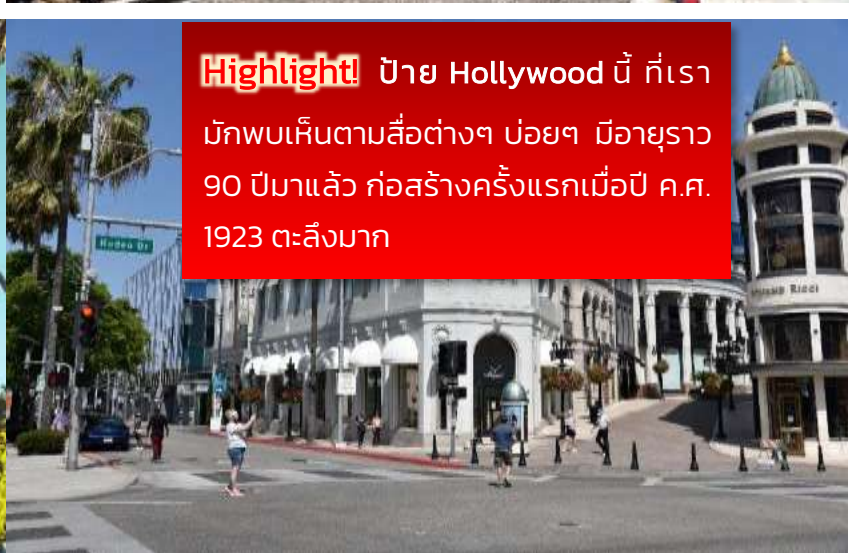 Highlight! ป้าย Hollywood นี้ ที่เรา
มักพบเห็นตามสื่อต่างๆ บ่อยๆ มีอายุราว
90 ปีมาแล้ว ก่อสร้างครั้งแรกเมื่อปี ค.ศ.
1923 ตะลึงมาก
Rodeo Dr
Ricci